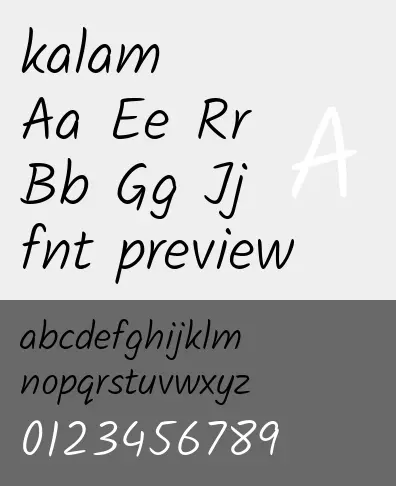 kalam
Aa Ee Rr
A
Bb Gg Jj
fnt preview
abcdefghijklm
nopqrstuvwxyz
0123456789